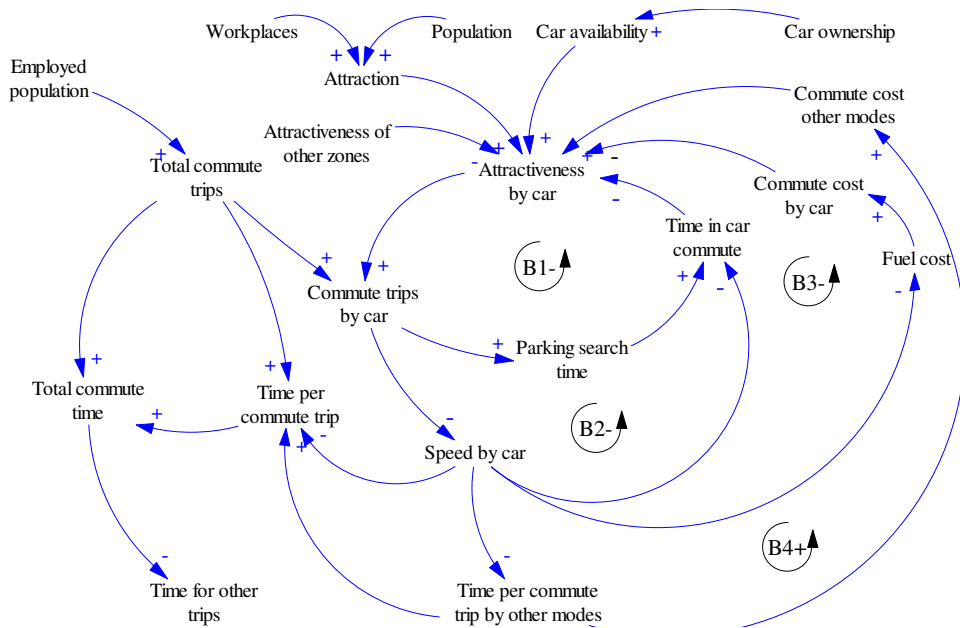 Workplaces
Population
Car availability
+
Car ownership
+
+
Employed
population
Attraction
Commute cost
other modes
Attractiveness of
other zones
+
+
+
+
-
+
-
Total commute
trips
Attractiveness
by car
Commute cost
by car
-
+
Time in car
commute
Fuel cost
B1-
B3-
+
+
+
-
-
Commute trips
by car
+
Parking search
time
+
+
Total commute
time
Time per
commute trip
+
-
+
-
B2-
Speed by car
B4+
-
-
Time for other
trips
Time per commute
trip by other modes